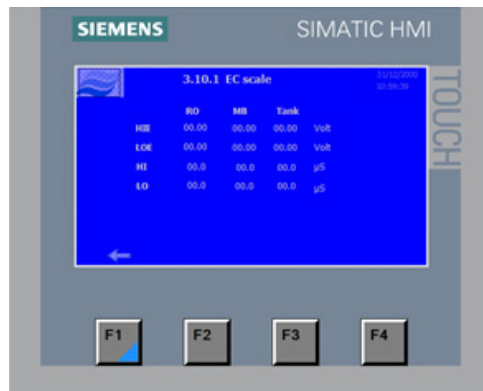 SIEMENS SIMATIC HMI
TOUCH
3.10.1 EC scale 31/12/2000
10:59:39
RO MB Tank
HIE 00.00 00.00 00.00 Volt
LOE 00.00 00.00 00.00 Volt
HI 00.0 00.0 00.0 µS
LO 00.0 00.0 00.0 µS
F1 F2 F3 F4